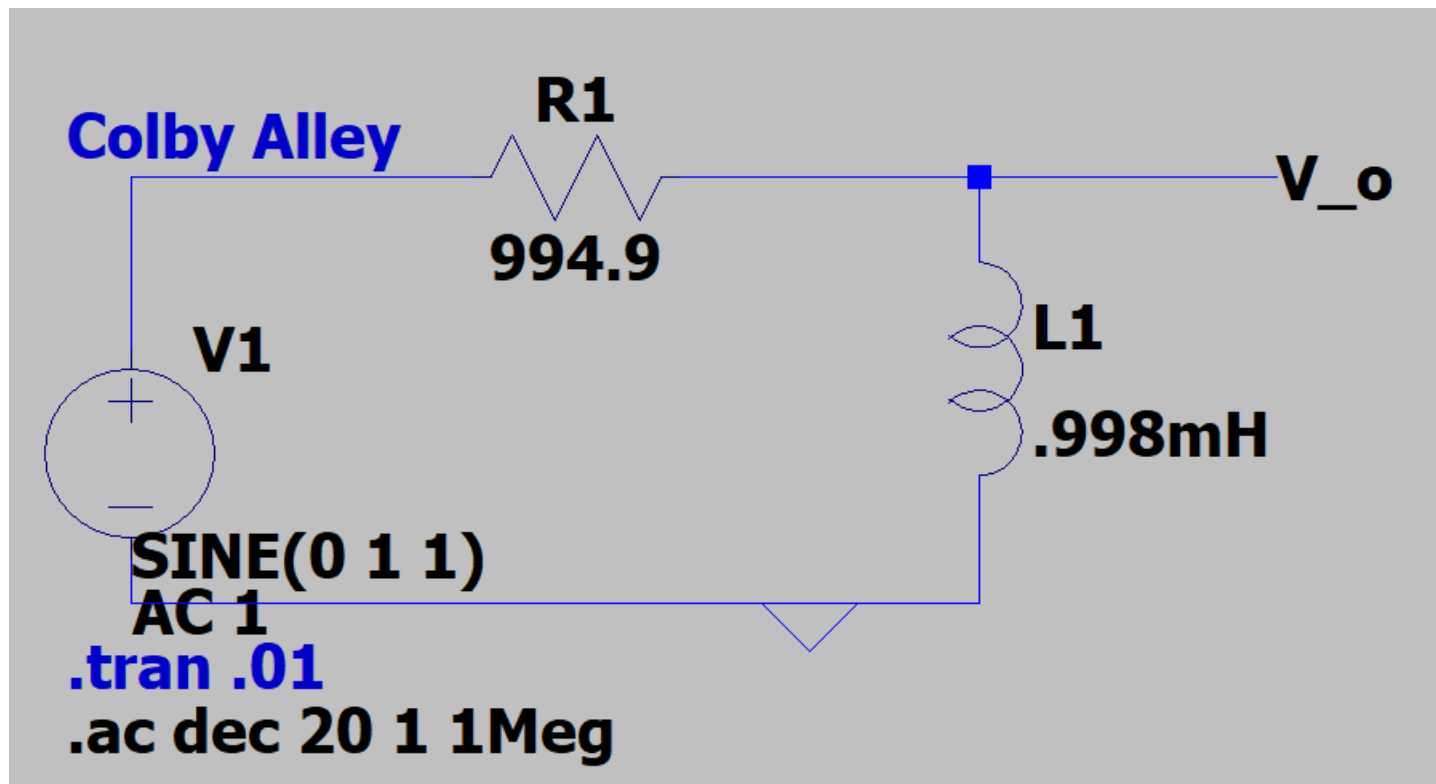 R1
Colby Alley
V_o
994.9
L1
V1
.998mH
SINE(0 1 1)
AC 1
.tran .01
.ac dec 20 1 1Meg